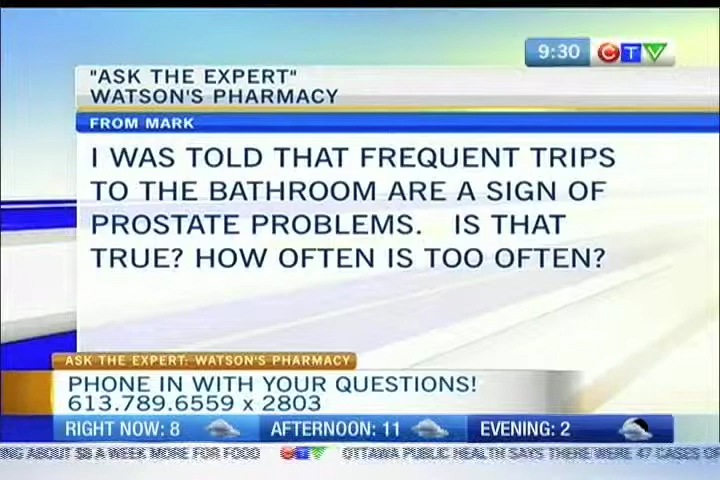 9:30 CTV
"ASK THE EXPERT"
WATSON'S PHARMACY
FROM MARK
I WAS TOLD THAT FREQUENT TRIPS
TO THE BATHROOM ARE A SIGN OF
PROSTATE PROBLEMS. IS THAT
TRUE? HOW OFTEN IS TOO OFTEN?
ASK THE EXPERT: WATSON'S PHARMACY
PHONE IN WITH YOUR QUESTIONS!
613.789.6559 x 2803
RIGHT NOW: 8 AFTERNOON: 11 EVENING: 2
ABOUT $8 A WEEK MORE FOR FOOD CTV OTTAWA PUBLIC HEALTH SAYS THERE WERE 47 CASES